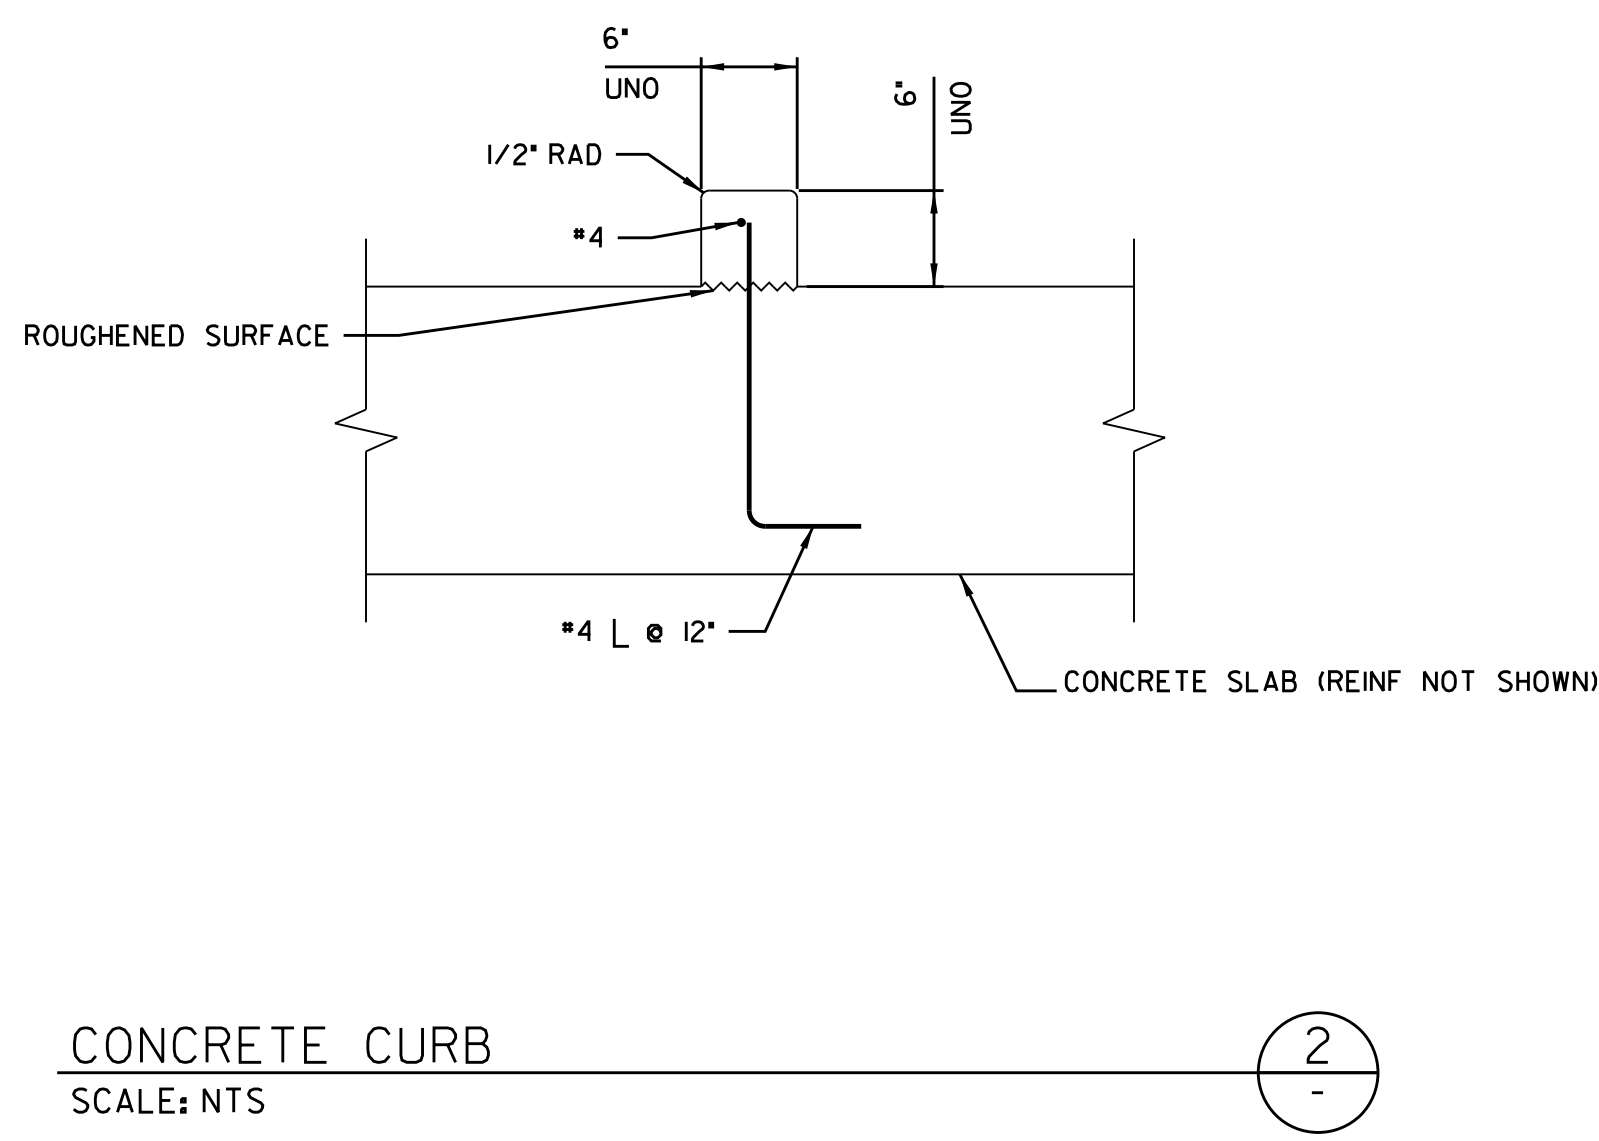 6"
UNO
6"
UNO
1/2" RAD
#4
ROUGHENED SURFACE
#4 L @ 12"
CONCRETE SLAB (REINF NOT SHOWN)
CONCRETE CURB
2
SCALE: NTS
-